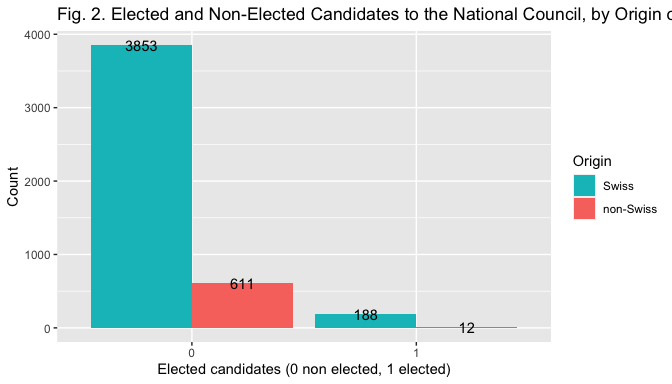 Fig. 2. Elected and Non-Elected Candidates to the National Council, by Origin
4000
3000
2000
1000
0
Count
3853
611
188
12
0
1
Elected candidates (0 non elected, 1 elected)
Origin
Swiss
non-Swiss